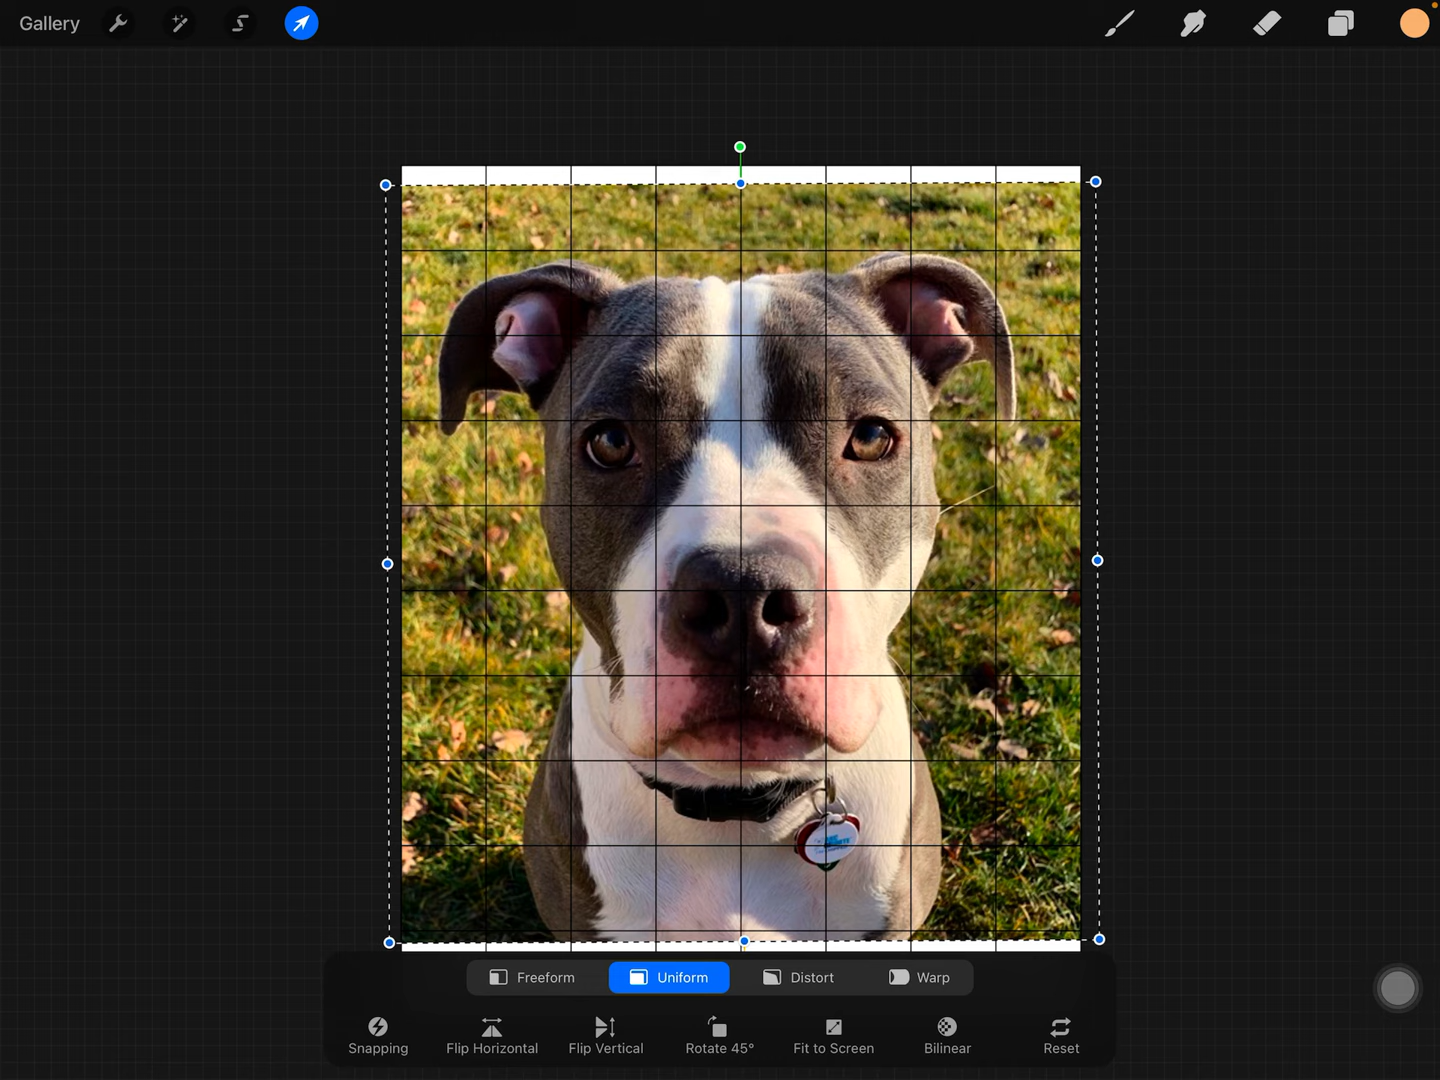 Gallery
Freeform
Uniform
Distort
Warp
Snapping
Flip Horizontal
Flip Vertical
Rotate 45°
Fit to Screen
Bilinear
Reset